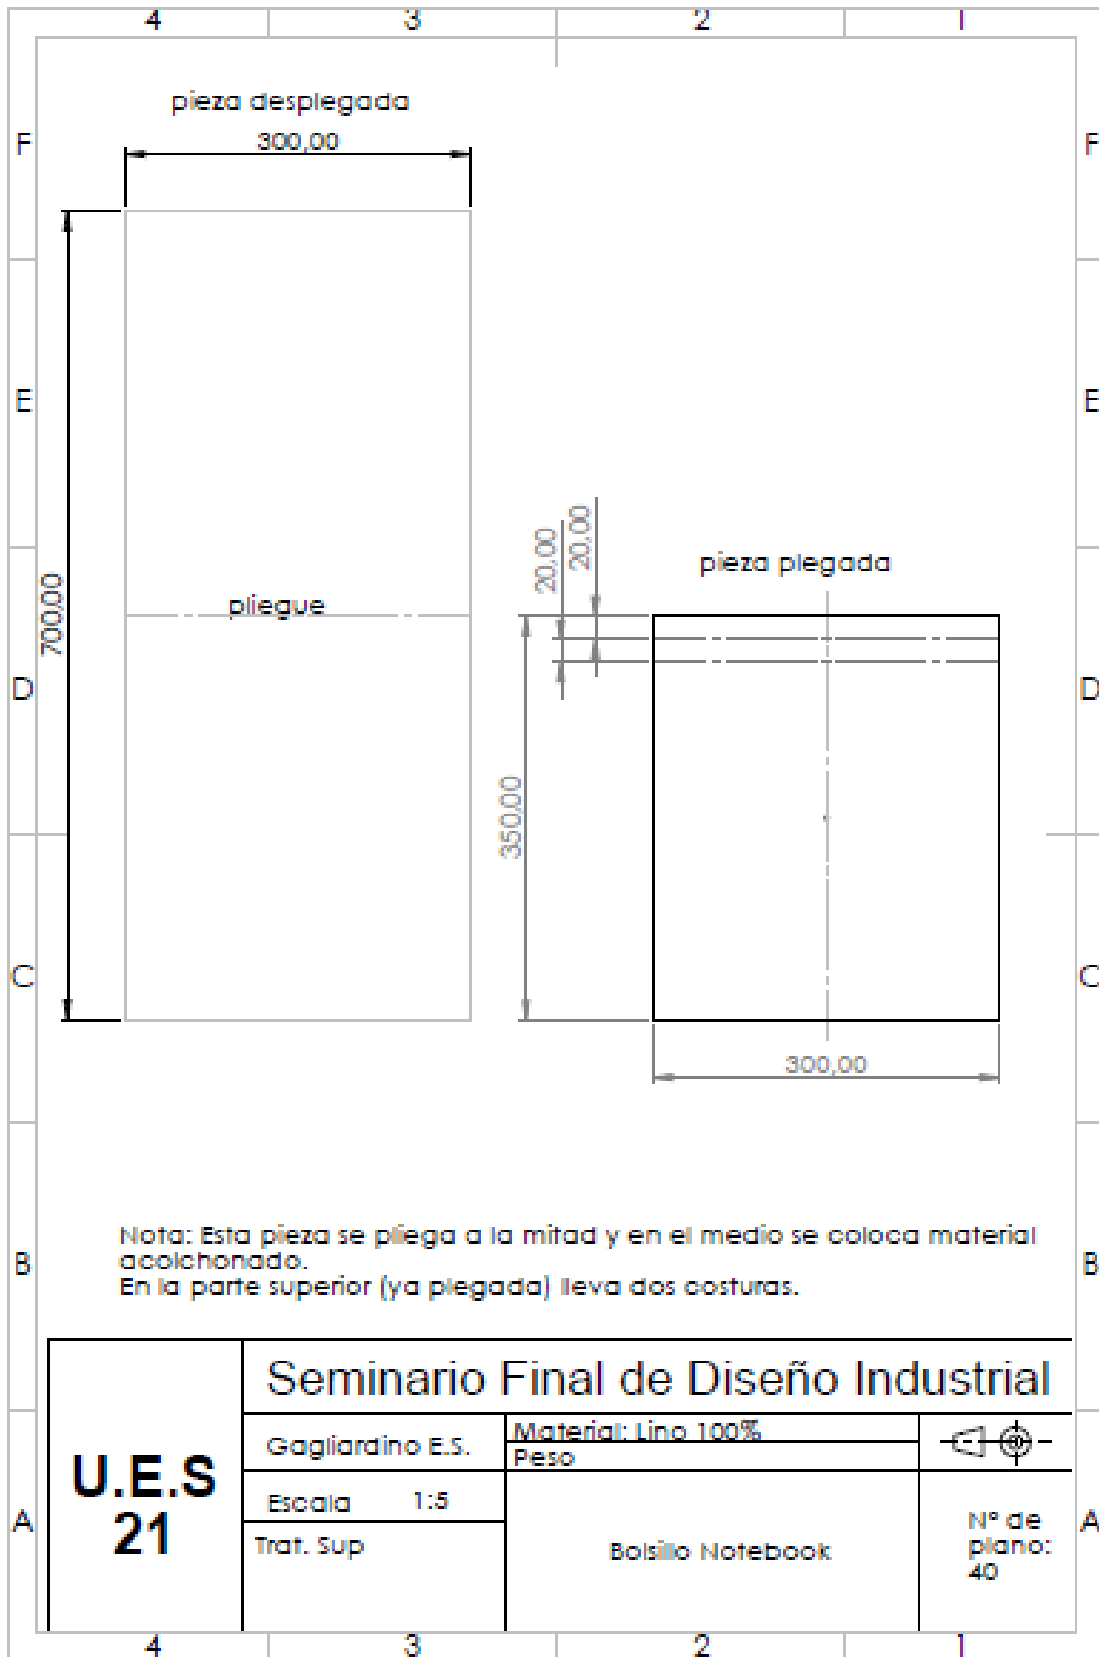 4 3 2 1
pieza desplegada
300,00
F F
E E
700,00
pliegue
20,00
20,00
pieza plegada
D D
350,00
C C
300,00
Nota: Esta pieza se pliega a la mitad y en el medio se coloca material
acolchonado.
En la parte superior (ya plegada) lleva dos costuras.
B B
U.E.S
21
Seminario Final de Diseño Industrial
Gagliardino E.S.
Material: Lino 100%
Peso
Escala 1:5
Trat. Sup
Bolsillo Notebook
Nº de
plano:
40
A A
4 3 2 1